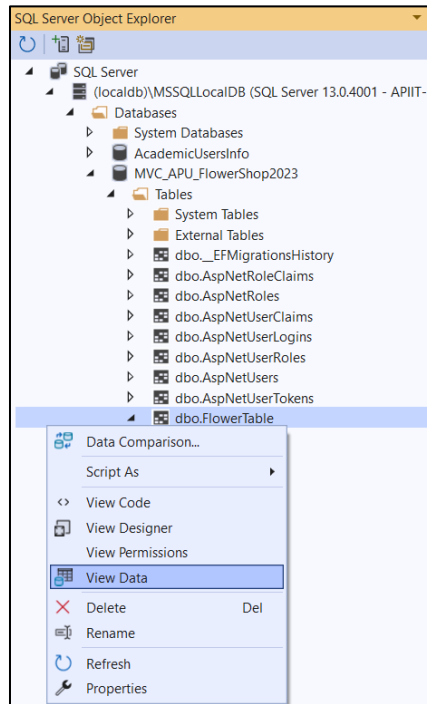 SQL Server Object Explorer
SQL Server
(localdb)\MSSQLLocalDB (SQL Server 13.0.4001 - APIIT-
Databases
System Databases
AcademicUsersInfo
MVC_APU_FlowerShop2023
Tables
System Tables
External Tables
dbo.__EFMigrationsHistory
dbo.AspNetRoleClaims
dbo.AspNetRoles
dbo.AspNetUserClaims
dbo.AspNetUserLogins
dbo.AspNetUserRoles
dbo.AspNetUsers
dbo.AspNetUserTokens
dbo.FlowerTable
Data Comparison...
Script As
View Code
View Designer
View Permissions
View Data
Delete Del
Rename
Refresh
Properties